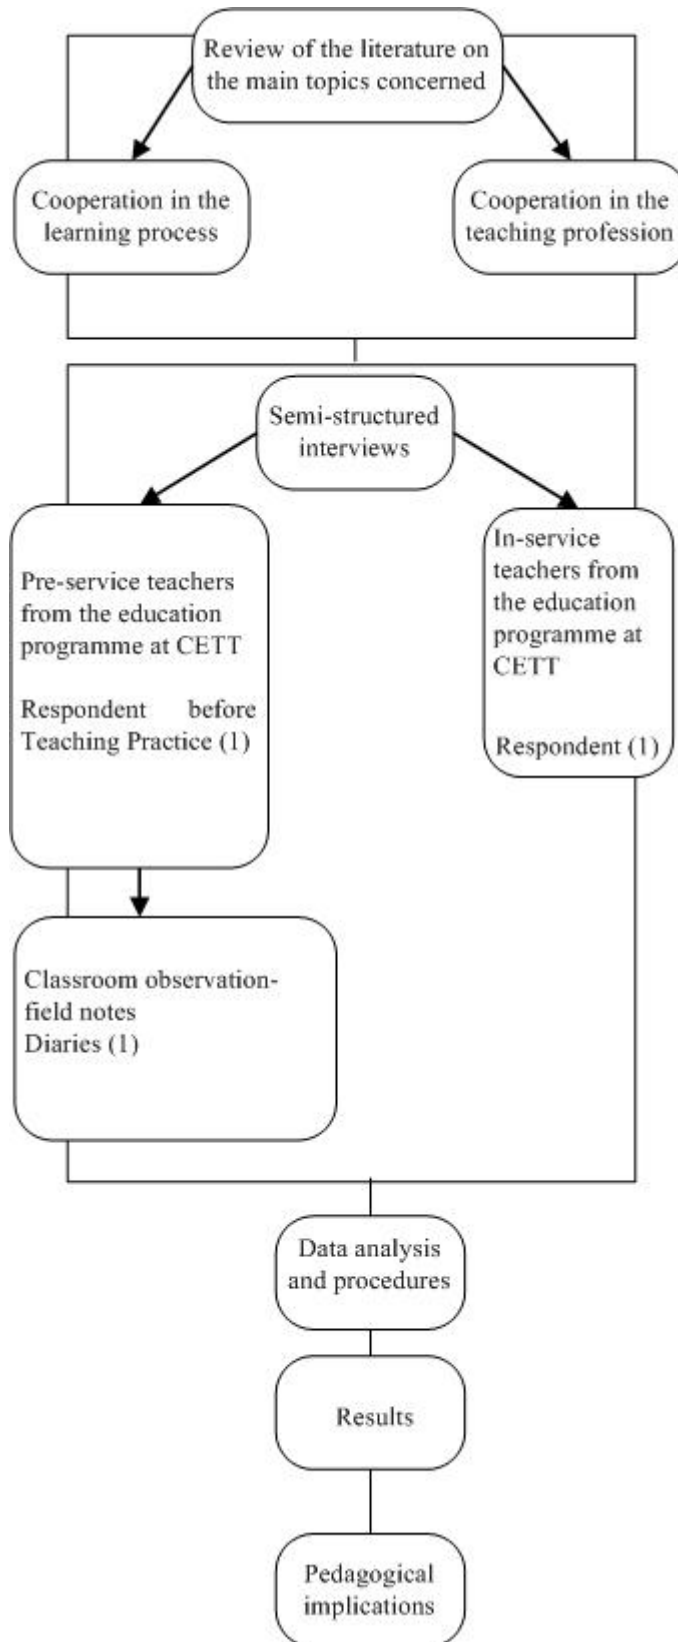 Review of the literature on
the main topics concerned
Cooperation in the
learning process
Cooperation in the
teaching profession
Semi-structured
interviews
Pre-service teachers
from the education
programme at CETT
Respondent before
Teaching Practice (1)
In-service
teachers from
the education
programme at
CETT
Respondent (1)
Classroom observation-
field notes
Diaries (1)
Data analysis
and procedures
Results
Pedagogical
implications